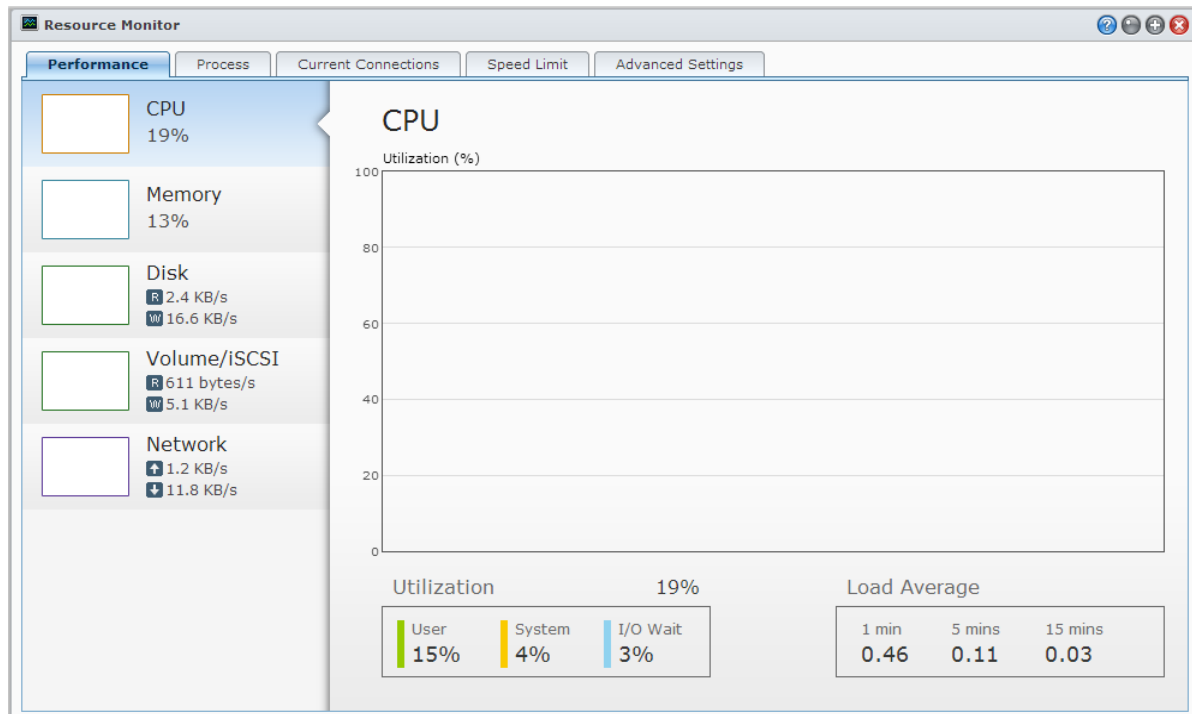 Resource Monitor
Performance Process Current Connections Speed Limit Advanced Settings
CPU
19%
Memory
13%
Disk
R 2.4 KB/s
W 16.6 KB/s
Volume/iSCSI
R 611 bytes/s
W 5.1 KB/s
Network
1.2 KB/s
11.8 KB/s
CPU
Utilization (%)
100
80
60
40
20
0
Utilization 19%
User System I/O Wait
15% 4% 3%
Load Average
1 min 5 mins 15 mins
0.46 0.11 0.03